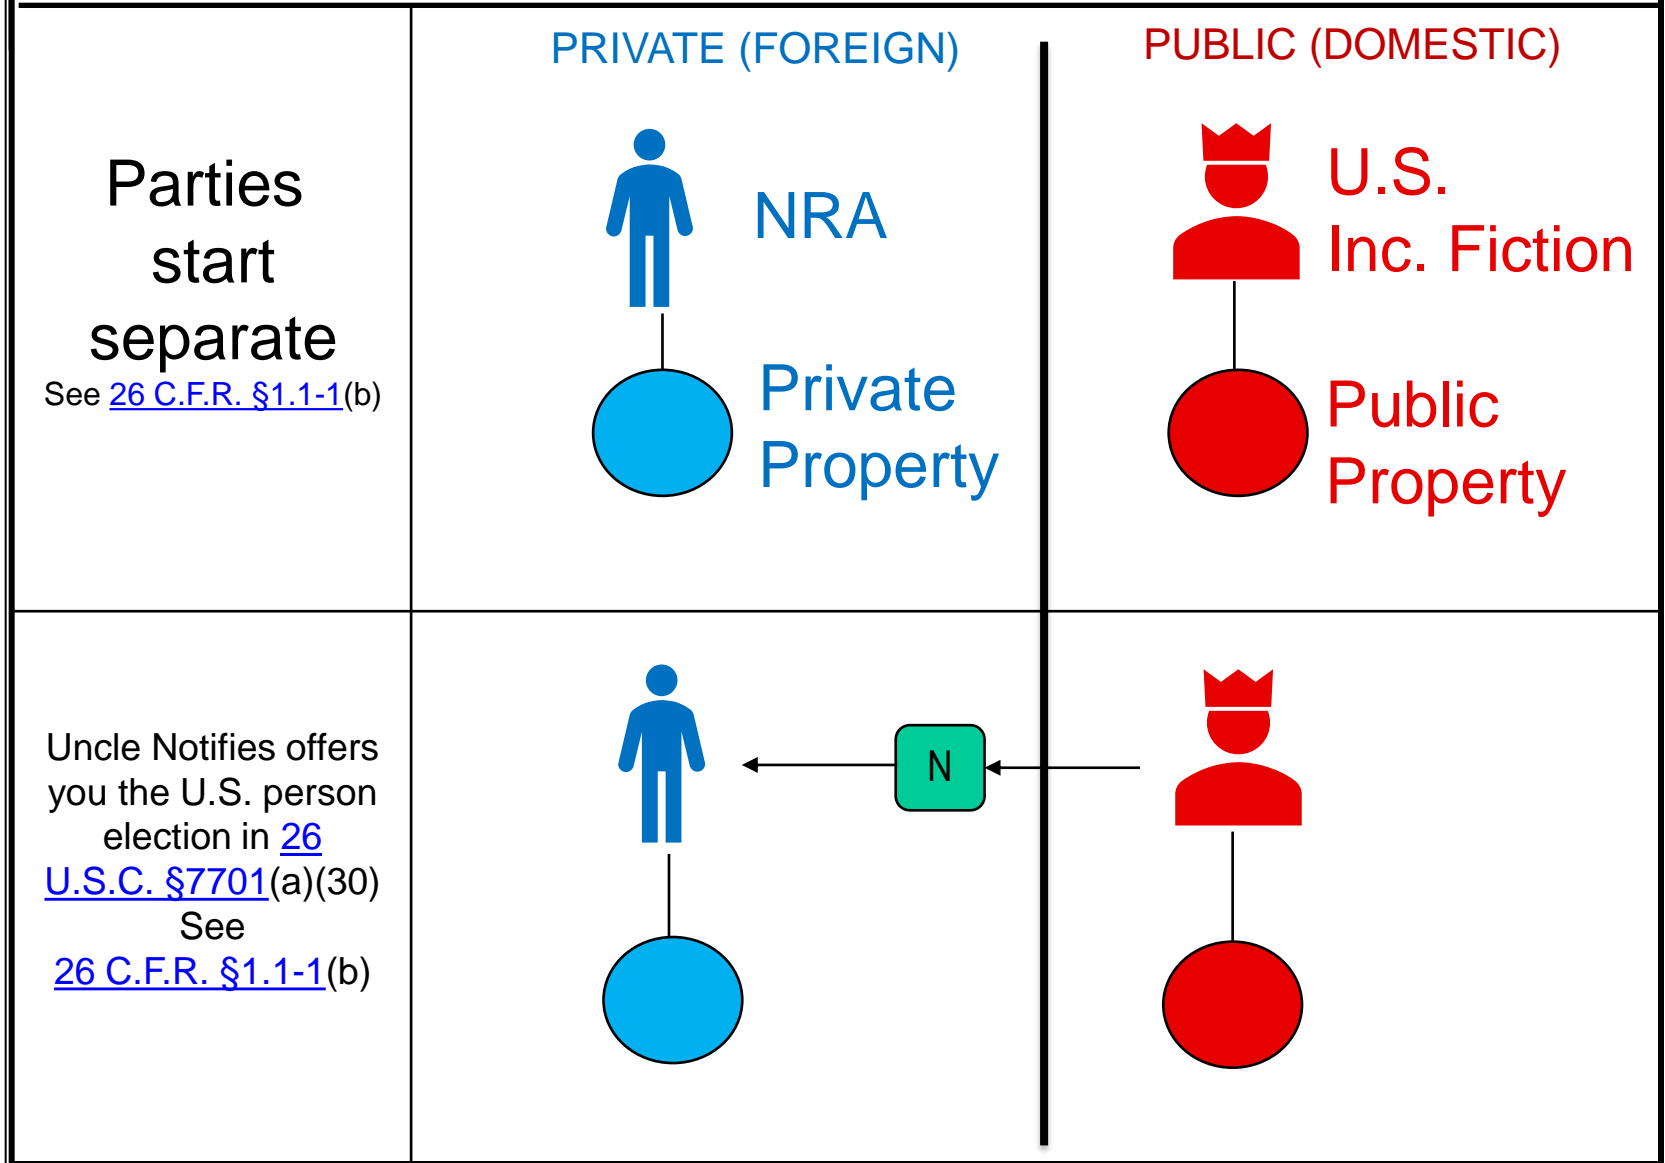 PRIVATE (FOREIGN)
PUBLIC (DOMESTIC)
Parties
start
separate
See 26 C.F.R. §1.1-1(b)
NRA
Private
Property
U.S.
Inc. Fiction
Public
Property
Uncle Notifies offers
you the U.S. person
election in 26
U.S.C. §7701(a)(30)
See
26 C.F.R. §1.1-1(b)
N